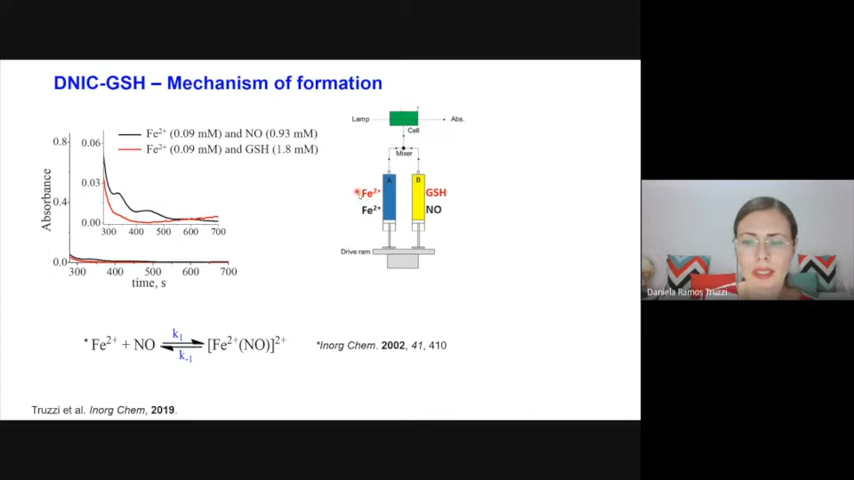 DNIC-GSH – Mechanism of formation
Fe²⁺ (0.09 mM) and NO (0.93 mM)
Fe²⁺ (0.09 mM) and GSH (1.8 mM)
0.8
0.4
0.0
Absorbance
0.06
0.03
0.00
300 400 500 600 700
300 400 500 600 700
time, s
Lamp
Abs.
Cell
Mixer
A
B
Fe²⁺
GSH
Fe²⁺
NO
Drive ram
* Fe²⁺ + NO k₁ k₋₁ [Fe²⁺(NO)]²⁺
*Inorg Chem. 2002, 41, 410
Truzzi et al. Inorg Chem, 2019.
Daniela Ramos Truzzi